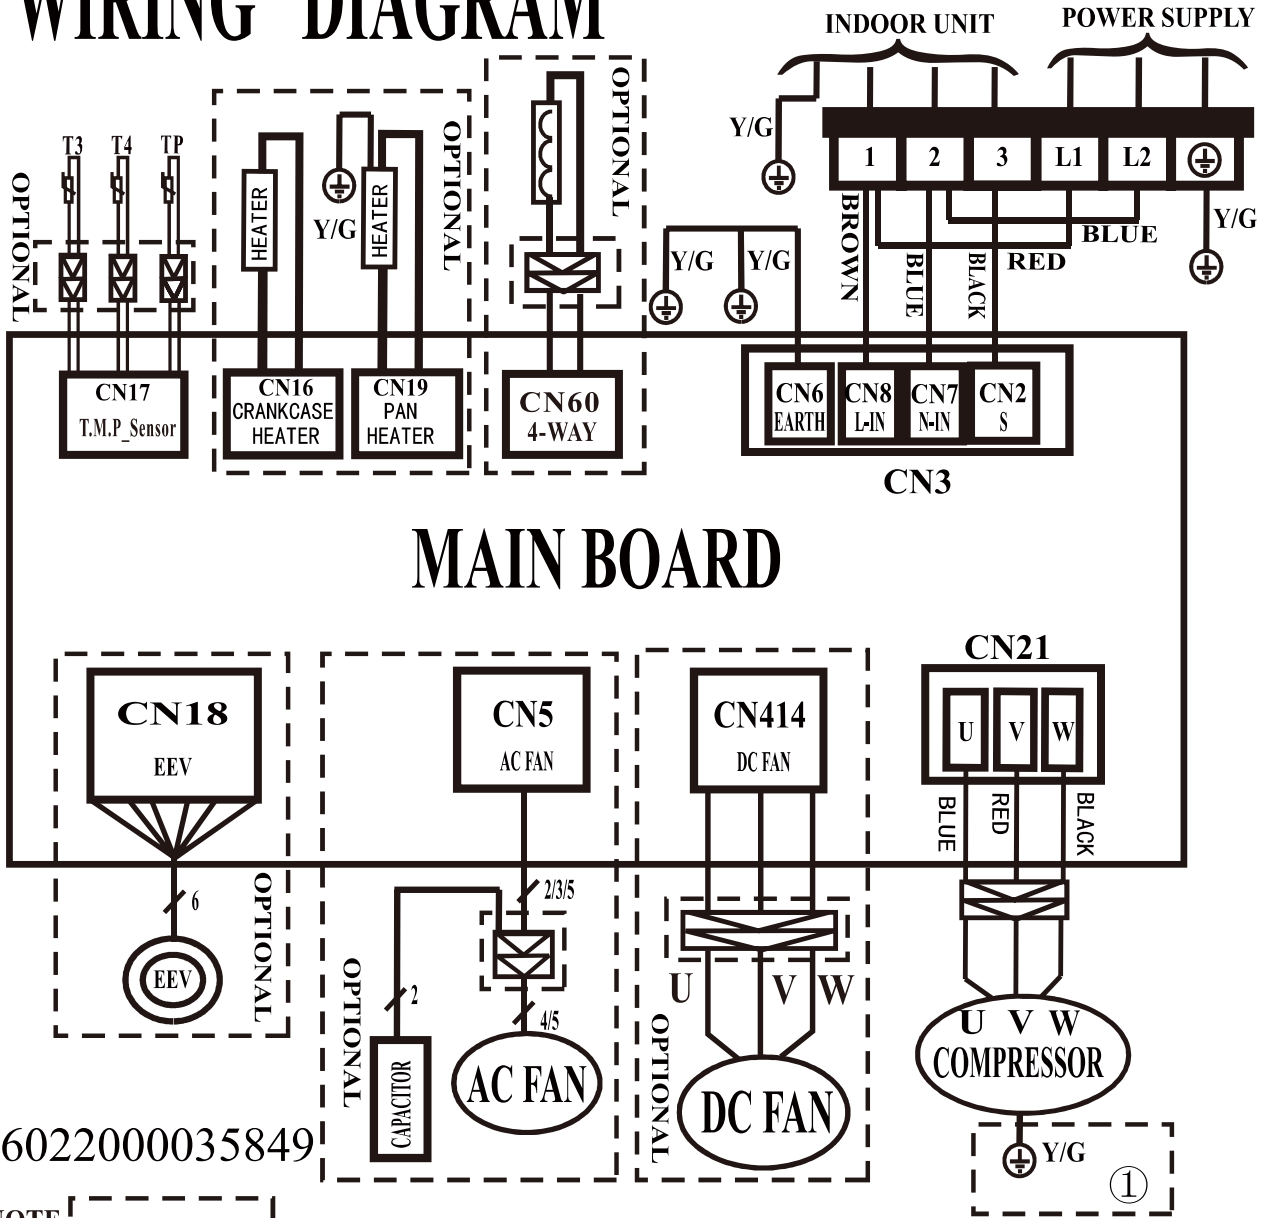 WIRING DIAGRAM
INDOOR UNIT
POWER SUPPLY
Y/G
1
2
3
L1
L2
Y/G
BROWN
BLUE
BLACK
BLUE
RED
T3
T4
TP
OPTIONAL
HEATER
Y/G
HEATER
OPTIONAL
OPTIONAL
Y/G
Y/G
CN17
T.M.P_Sensor
CN16
CRANKCASE
HEATER
CN19
PAN
HEATER
CN60
4-WAY
CN6
EARTH
CN8
L-IN
CN7
N-IN
CN2
S
CN3
MAIN BOARD
CN18
EEV
6
EEV
OPTIONAL
CN5
AC FAN
2/3/5
2
4/5
OPTIONAL
CAPACITOR
AC FAN
CN414
DC FAN
U
V
W
OPTIONAL
DC FAN
CN21
U
V
W
BLUE
RED
BLACK
U V W
COMPRESSOR
Y/G
①
6022000035849
NOTE